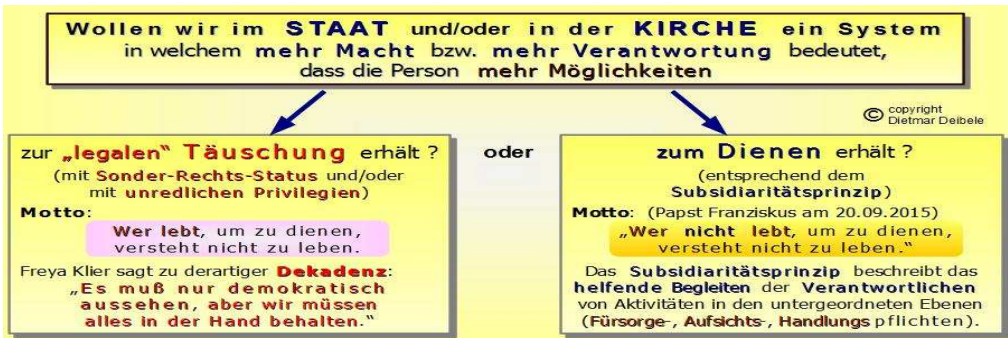 Wollen wir im STAAT und/oder in der KIRCHE ein System
in welchem mehr Macht bzw. mehr Verantwortung bedeutet,
dass die Person mehr Möglichkeiten
© copyright
Dietmar Deibele
zur „legalen“ Täuschung erhält ?
(mit Sonder-Rechts-Status und/oder
mit unredlichen Privilegien)
Motto:
Wer lebt, um zu dienen,
versteht nicht zu leben.
Freya Klier sagt zu derartiger Dekadenz:
„Es muß nur demokratisch
aussehen, aber wir müssen
alles in der Hand behalten.“
oder
zum Dienen erhält ?
(entsprechend dem
Subsidiaritätsprinzip)
Motto: (Papst Franziskus am 20.09.2015)
„Wer nicht lebt, um zu dienen,
versteht nicht zu leben.“
Das Subsidiaritätsprinzip beschreibt das
helfende Begleiten der Verantwortlichen
von Aktivitäten in den untergeordneten Ebenen
(Fürsorge-, Aufsichts-, Handlungspflichten).